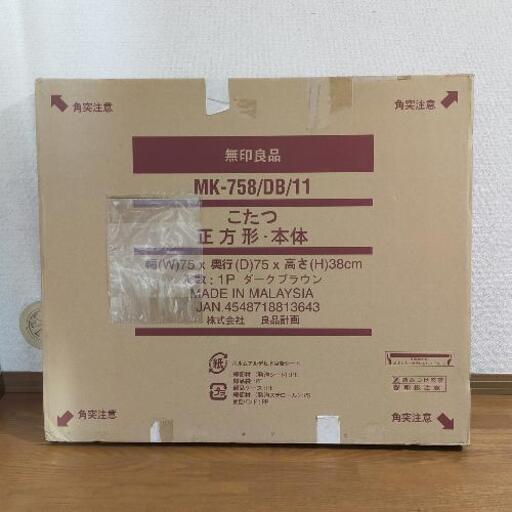 角突注意
角突注意
無印良品
MK-758/DB/11
こたつ
正方形・本体
幅(W)75 x 奥行(D)75 x 高さ(H)38cm
入数：1P ダークブラウン
MADE IN MALAYSIA
JAN.4548718813643
株式会社 良品計画
紙
プラ
角突注意
角突注意